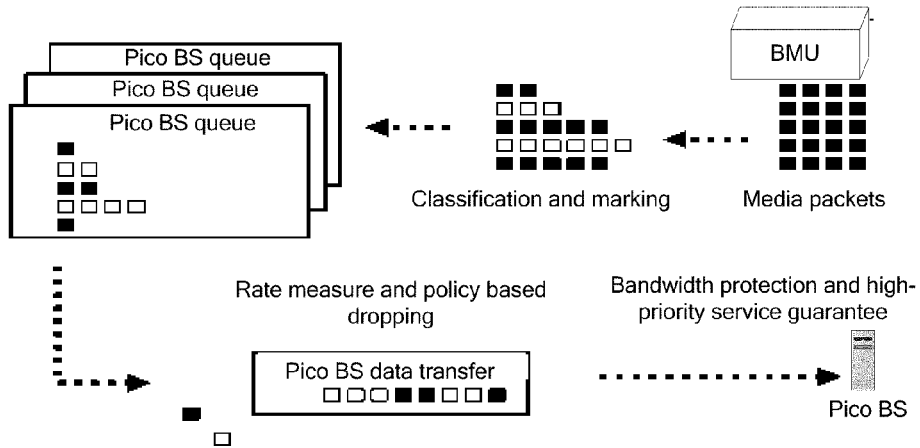 Pico BS queue
Pico BS queue
Pico BS queue
BMU
Classification and marking
Media packets
Rate measure and policy based
dropping
Bandwidth protection and high-
priority service guarantee
Pico BS data transfer
Pico BS